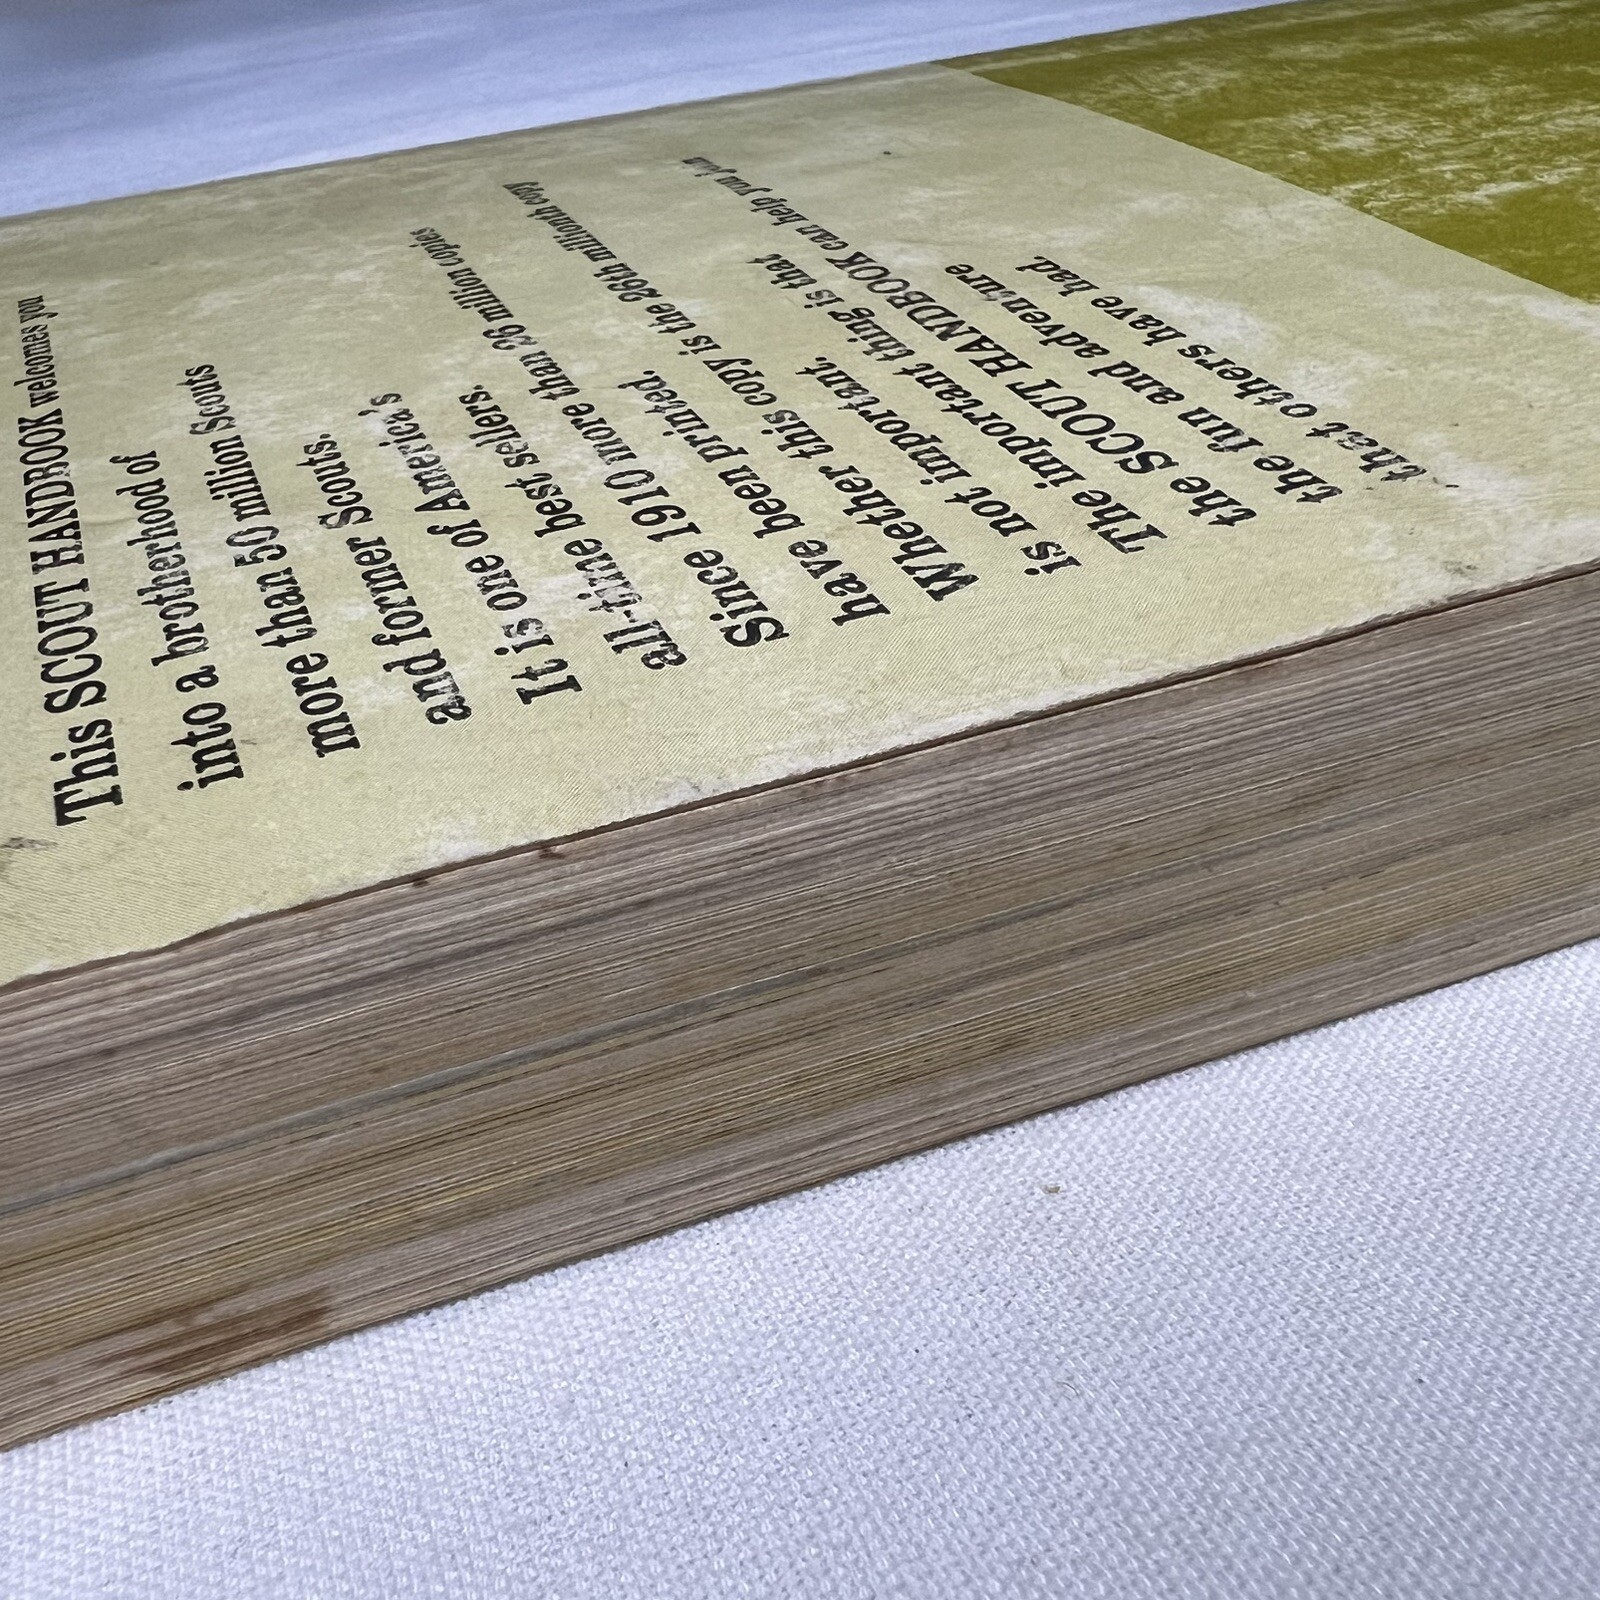 This SCOUT HANDBOOK welcomes you
into a brotherhood of
more than 50 million Scouts
and former Scouts.
It is one of America's
all-time best sellers.
Since 1910 more than 26 million copies
have been printed.
Whether this copy is the 26th millionth copy
is not important.
The important thing is that
the SCOUT HANDBOOK can help you join
the fun and adventure
that others have had.